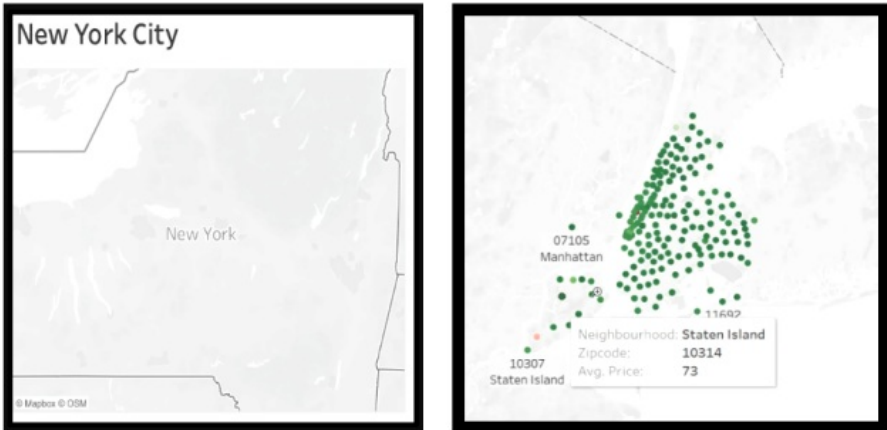 New York City
New York
© Mapbox © OSM
07105
Manhattan
11692
Neighbourhood: Staten Island
Zipcode: 10314
Avg. Price: 73
10307
Staten Island